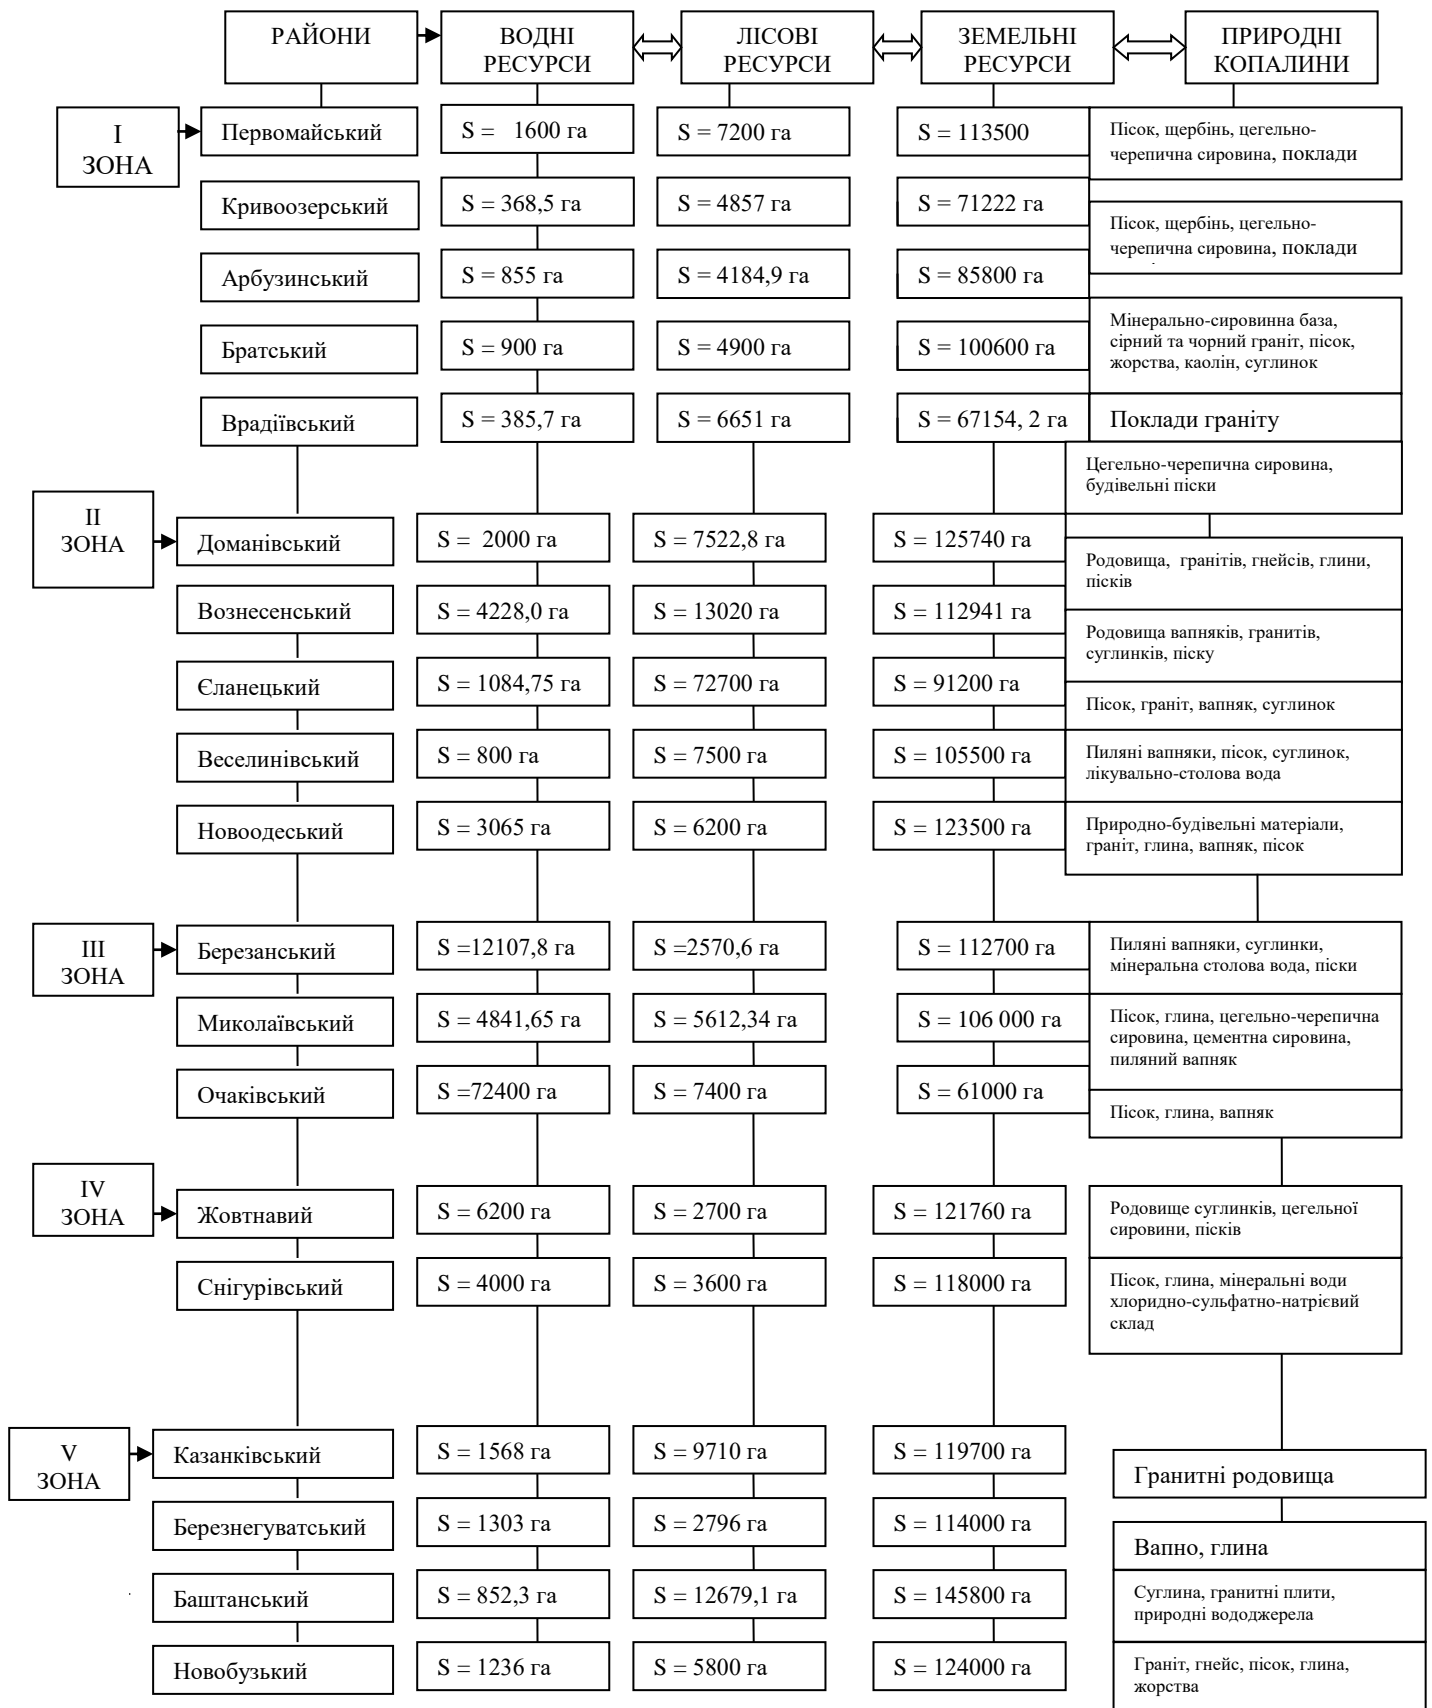 РАЙОНИ
ВОДНІ
РЕСУРСИ
ЛІСОВІ
РЕСУРСИ
ЗЕМЕЛЬНІ
РЕСУРСИ
ПРИРОДНІ
КОПАЛИНИ
І
ЗОНА
Первомайський
S = 1600 га
S = 7200 га
S = 113500
Пісок, щербінь, цегельно-
черепична сировина, поклади
Кривоозерський
S = 368,5 га
S = 4857 га
S = 71222 га
Пісок, щербінь, цегельно-
черепична сировина, поклади
Арбузинський
S = 855 га
S = 4184,9 га
S = 85800 га
Мінерально-сировинна база,
сірний та чорний граніт, пісок,
жорства, каолін, суглинок
Братський
S = 900 га
S = 4900 га
S = 100600 га
Врадіївський
S = 385,7 га
S = 6651 га
S = 67154, 2 га
Поклади граніту
Цегельно-черепична сировина,
будівельні піски
ІІ
ЗОНА
Доманівський
S = 2000 га
S = 7522,8 га
S = 125740 га
Родовища, гранітів, гнейсів, глини,
пісків
Вознесенський
S = 4228,0 га
S = 13020 га
S = 112941 га
Родовища вапняків, гранитів,
суглинків, піску
Єланецький
S = 1084,75 га
S = 72700 га
S = 91200 га
Пісок, граніт, вапняк, суглинок
Веселинівський
S = 800 га
S = 7500 га
S = 105500 га
Пиляні вапняки, пісок, суглинок,
лікувально-столова вода
Новоодеський
S = 3065 га
S = 6200 га
S = 123500 га
Природно-будівельні матеріали,
граніт, глина, вапняк, пісок
ІІІ
ЗОНА
Березанський
S =12107,8 га
S =2570,6 га
S = 112700 га
Пиляні вапняки, суглинки,
мінеральна столова вода, піски
Миколаївський
S = 4841,65 га
S = 5612,34 га
S = 106 000 га
Пісок, глина, цегельно-черепична
сировина, цементна сировина,
пиляний вапняк
Очаківський
S =72400 га
S = 7400 га
S = 61000 га
Пісок, глина, вапняк
ІV
ЗОНА
Жовтнавий
S = 6200 га
S = 2700 га
S = 121760 га
Родовище суглинків, цегельної
сировини, пісків
Снігурівський
S = 4000 га
S = 3600 га
S = 118000 га
Пісок, глина, мінеральні води
хлоридно-сульфатно-натрієвий
склад
V
ЗОНА
Казанківський
S = 1568 га
S = 9710 га
S = 119700 га
Гранитні родовища
Березнегуватський
S = 1303 га
S = 2796 га
S = 114000 га
Вапно, глина
Баштанський
S = 852,3 га
S = 12679,1 га
S = 145800 га
Суглина, гранитні плити,
природні вододжерела
Новобузький
S = 1236 га
S = 5800 га
S = 124000 га
Граніт, гнейс, пісок, глина,
жорства